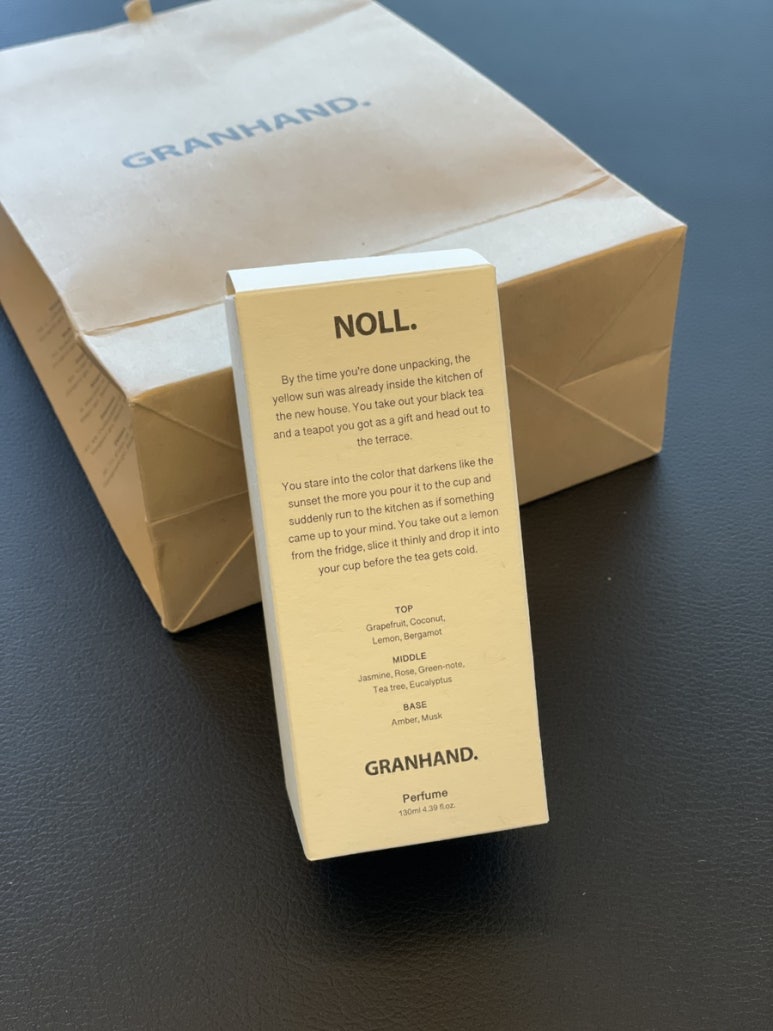 GRANHAND.
NOLL.
By the time you're done unpacking, the
yellow sun was already inside the kitchen of
the new house. You take out your black tea
and a teapot you got as a gift and head out to
the terrace.
You stare into the color that darkens like the
sunset the more you pour it to the cup and
suddenly run to the kitchen as if something
came up to your mind. You take out a lemon
from the fridge, slice it thinly and drop it into
your cup before the tea gets cold.
TOP
Grapefruit, Coconut,
Lemon, Bergamot
MIDDLE
Jasmine, Rose, Green-note,
Tea tree, Eucalyptus
BASE
Amber, Musk
GRANHAND.
Perfume
130ml 4.39 fl.oz.